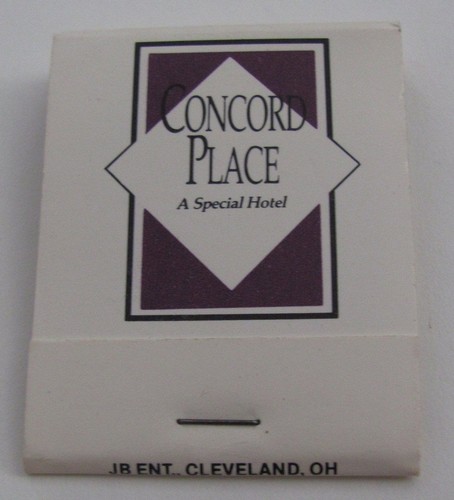 CONCORD
PLACE
A Special Hotel
JB ENT., CLEVELAND, OH